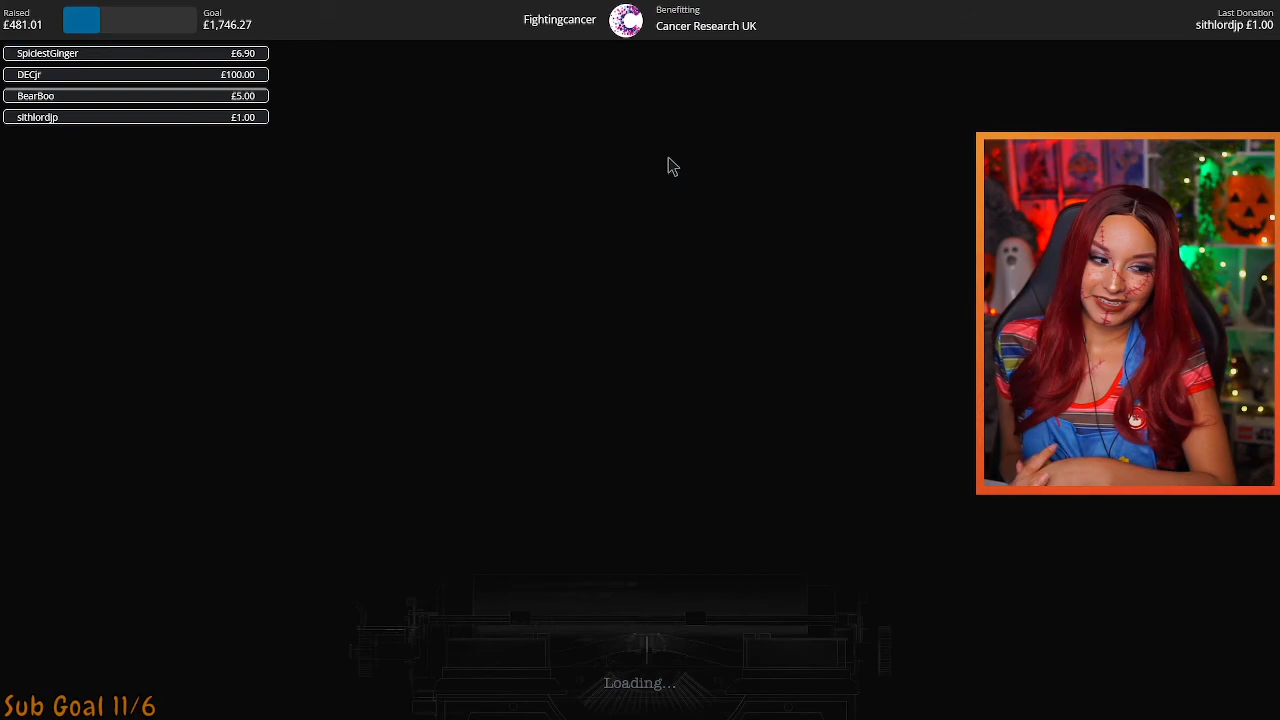 Raised
£481.01
Goal
£1,746.27
Fightingcancer
Benefitting
Cancer Research UK
Last Donation
sithlordjp £1.00
SpiciestGinger £6.90
DECjr £100.00
BearBoo £5.00
sithlordjp £1.00
Loading...
Sub Goal 11/6